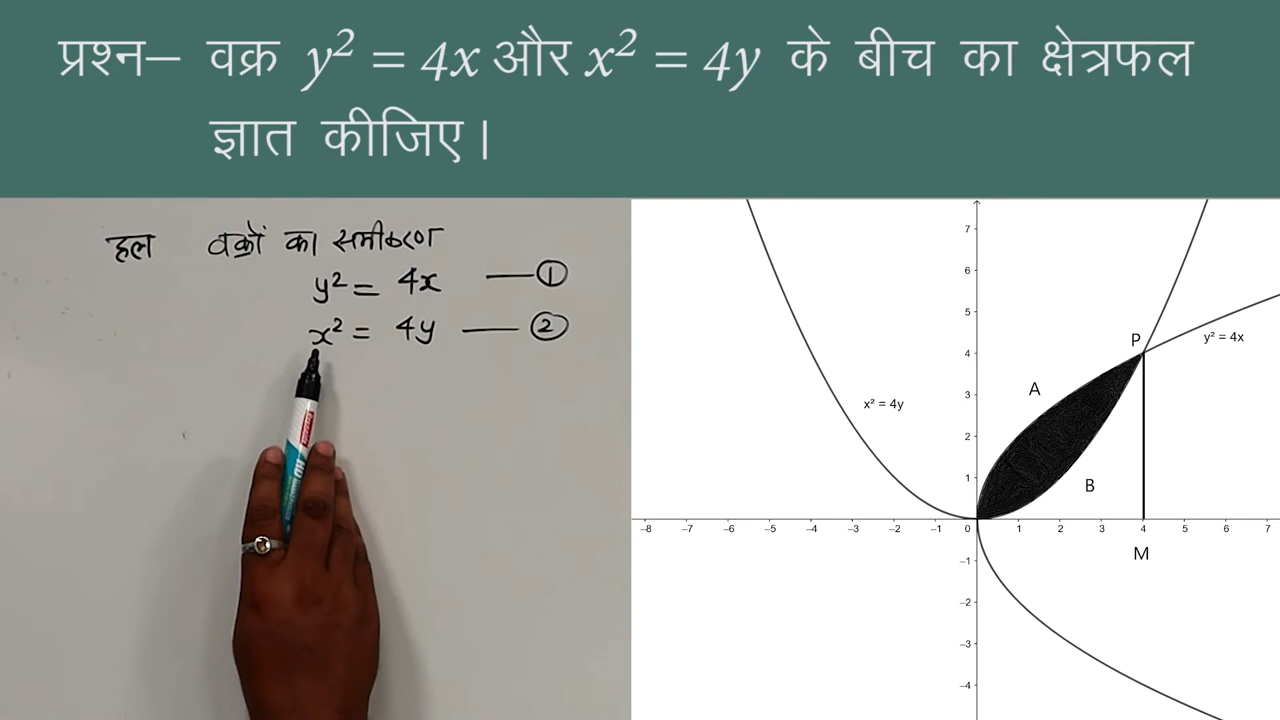 प्रश्न– वक्र y² = 4x और x² = 4y के बीच का क्षेत्रफल
ज्ञात कीजिए।
हल वक्रों का समीकरण
y² = 4x —— ①
x² = 4y —— ②
7
6
5
4
3
2
1
–8 –7 –6 –5 –4 –3 –2 –1 0 1 2 3 4 5 6 7
–1
–2
–3
–4
P
y² = 4x
A
x² = 4y
B
M